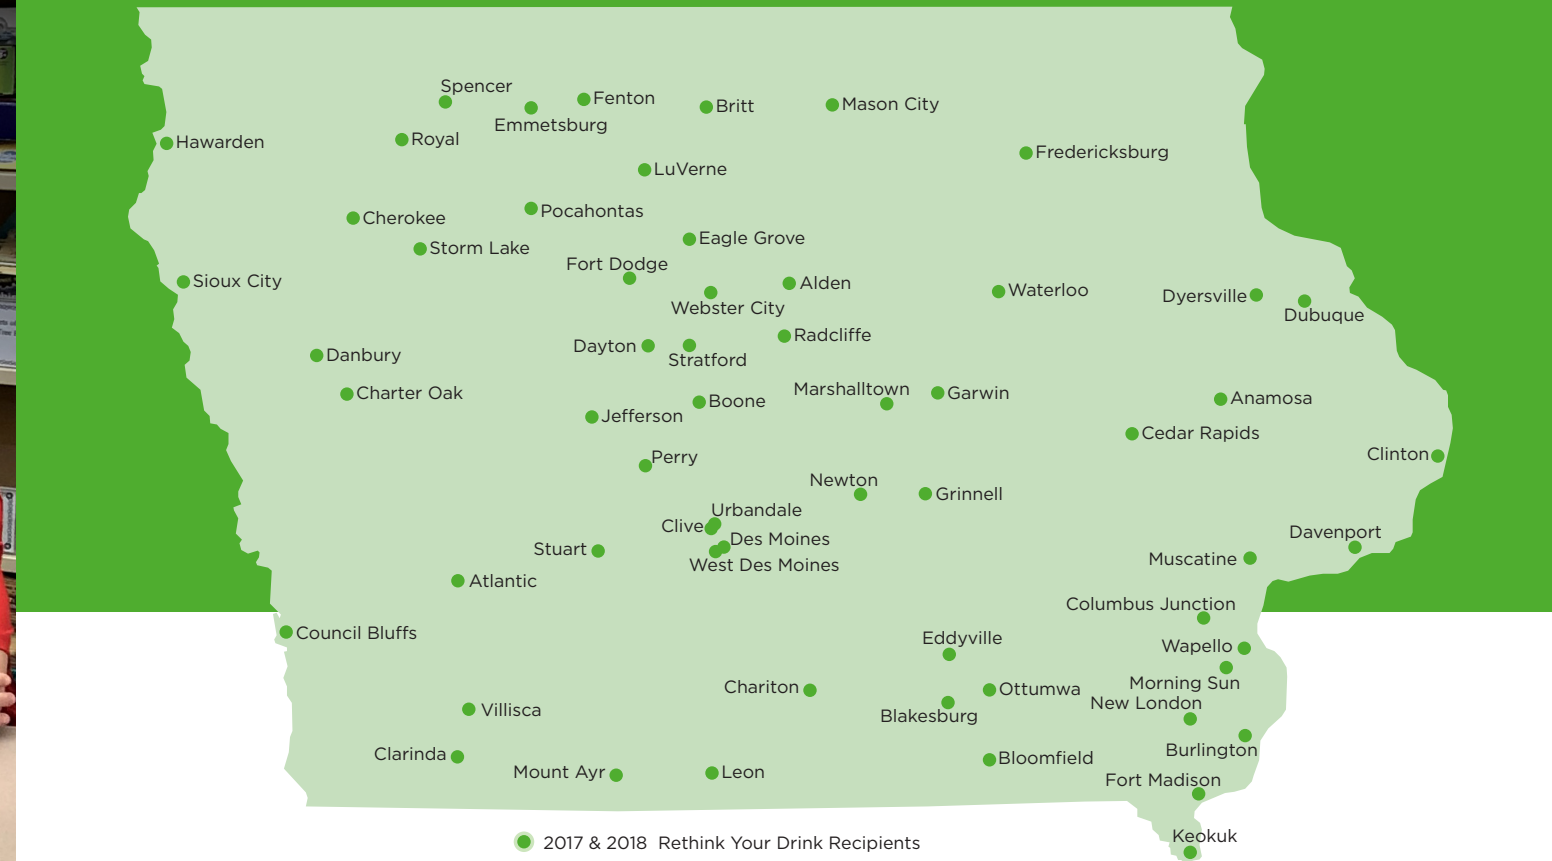 Spencer
Fenton
Britt
Mason City
Emmetsburg
Royal
Hawarden
Fredericksburg
LuVerne
Pocahontas
Cherokee
Eagle Grove
Storm Lake
Fort Dodge
Sioux City
Alden
Waterloo
Dyersville
Webster City
Dubuque
Radcliffe
Dayton
Danbury
Stratford
Marshalltown
Charter Oak
Garwin
Anamosa
Boone
Jefferson
Cedar Rapids
Perry
Clinton
Newton
Grinnell
Urbandale
Clive
Davenport
Des Moines
Stuart
Muscatine
West Des Moines
Atlantic
Columbus Junction
Council Bluffs
Eddyville
Wapello
Morning Sun
Chariton
Ottumwa
New London
Villisca
Blakesburg
Burlington
Clarinda
Bloomfield
Mount Ayr
Leon
Fort Madison
Keokuk
2017 & 2018 Rethink Your Drink Recipients